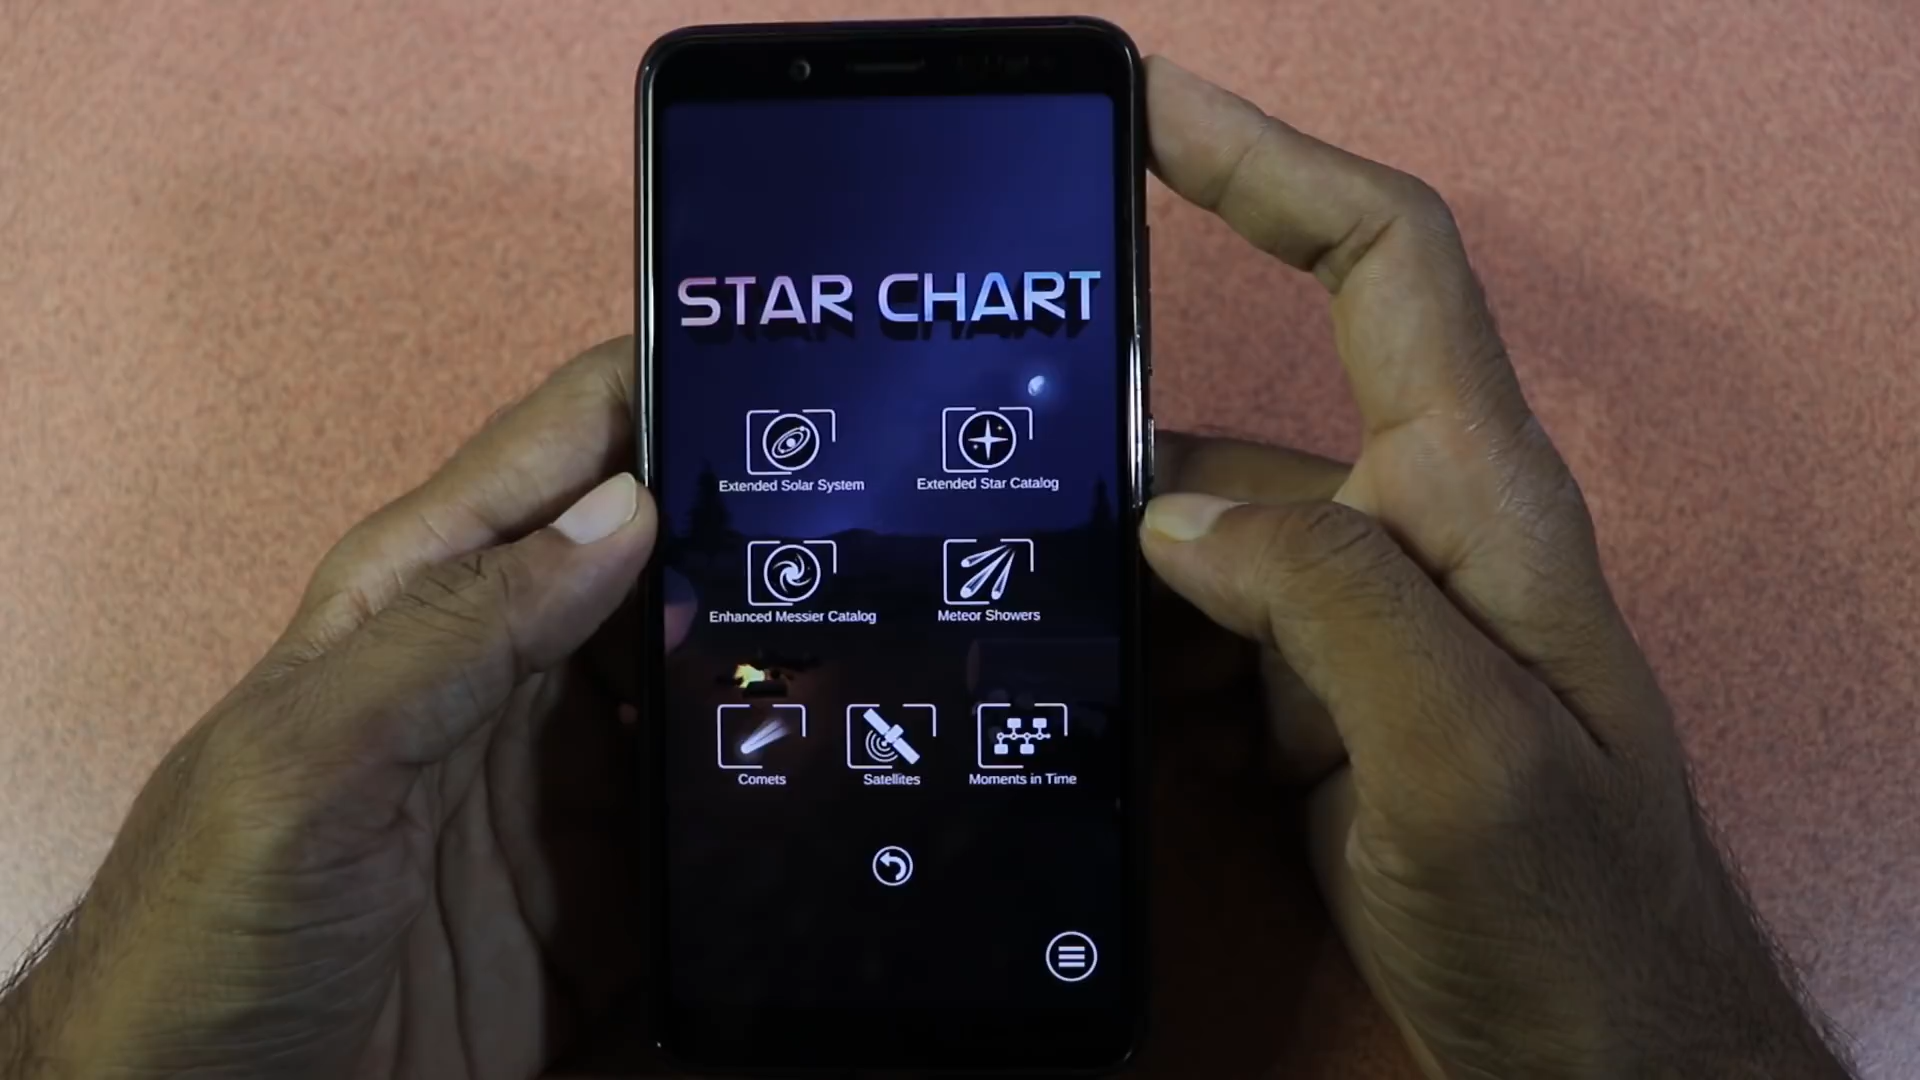 STAR CHART
Extended Solar System
Extended Star Catalog
Enhanced Messier Catalog
Meteor Showers
Comets
Satellites
Moments in Time